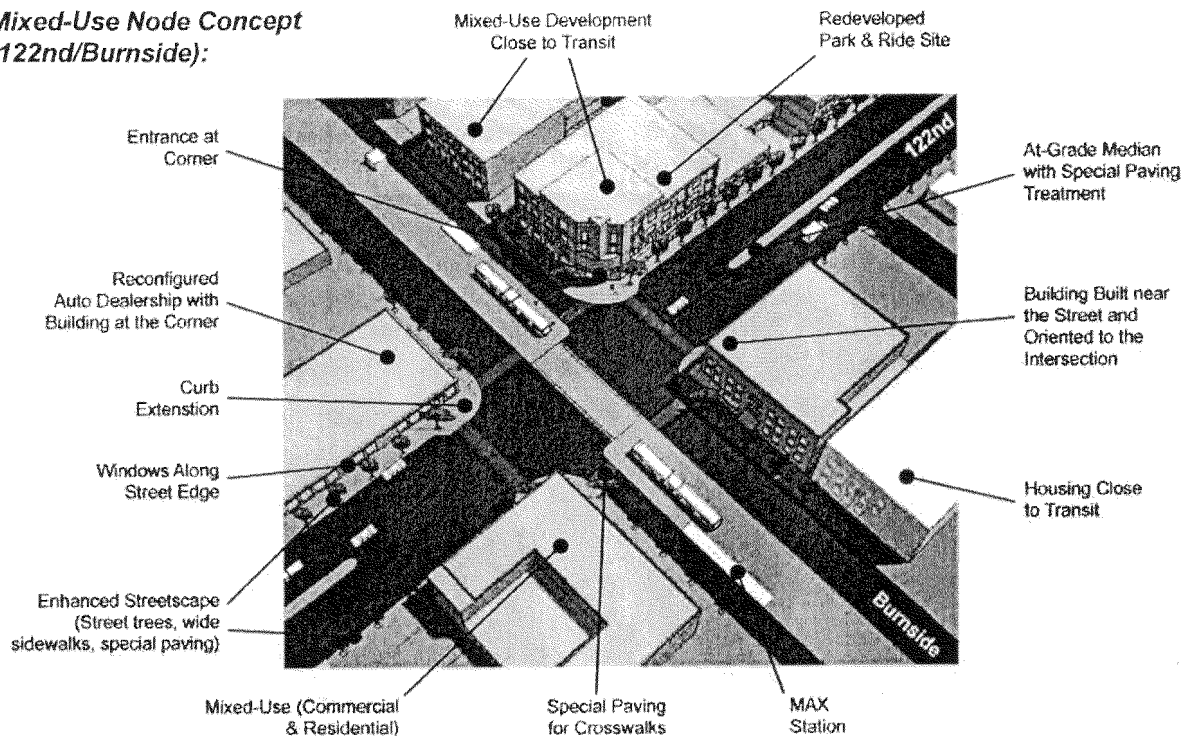 Mixed-Use Node Concept
122nd/Burnside):
Mixed-Use Development
Close to Transit
Redeveloped
Park & Ride Site
Entrance at
Corner
122nd
At-Grade Median
with Special Paving
Treatment
Reconfigured
Auto Dealership with
Building at the Corner
Building Built near
the Street and
Oriented to the
Intersection
Curb
Extenstion
Windows Along
Street Edge
Housing Close
to Transit
Enhanced Streetscape
(Street trees, wide
sidewalks, special paving)
Burnside
Mixed-Use (Commercial
& Residential)
Special Paving
for Crosswalks
MAX
Station